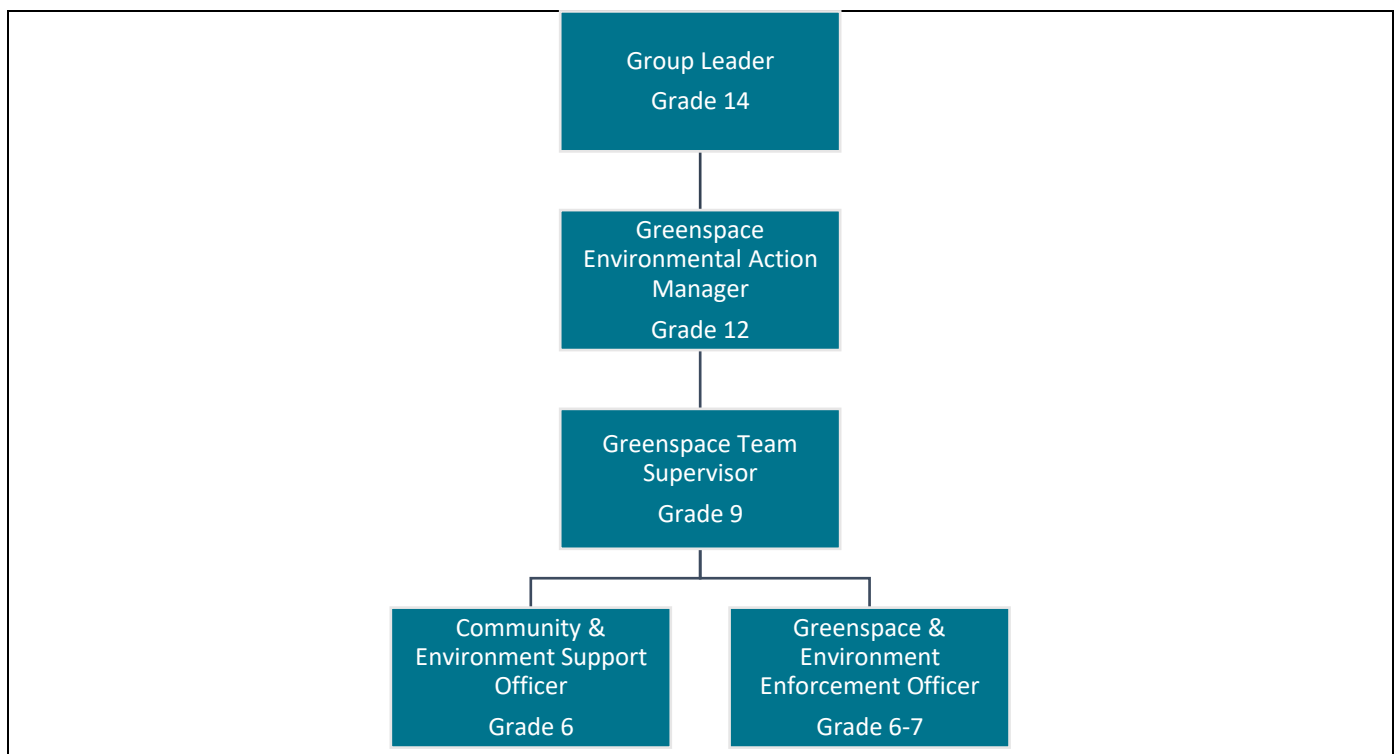 Group Leader
Grade 14
Greenspace
Environmental Action
Manager
Grade 12
Greenspace Team
Supervisor
Grade 9
Community &
Environment Support
Officer
Grade 6
Greenspace &
Environment
Enforcement Officer
Grade 6-7